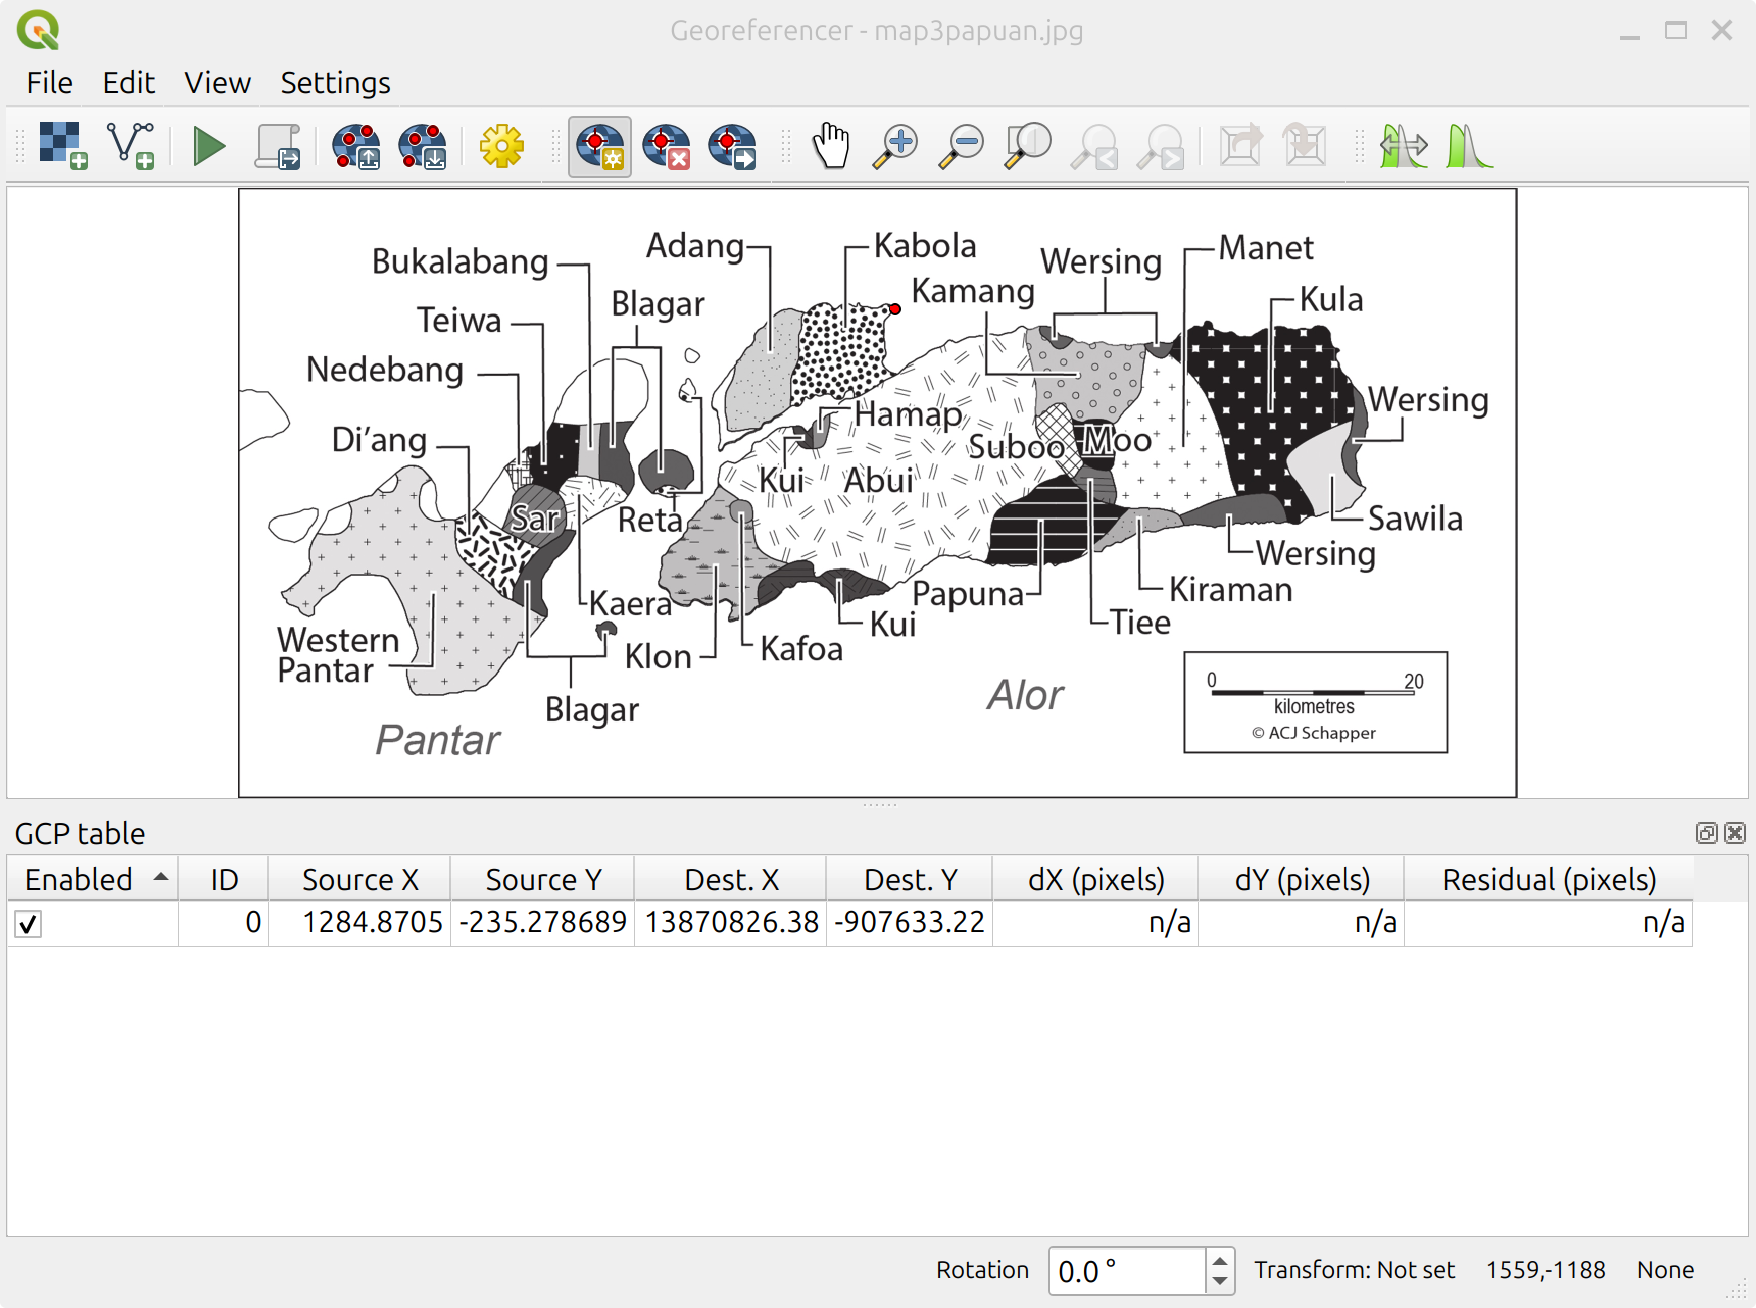 Georeferencer - map3papuan.jpg
File Edit View Settings
Adang
Kabola
Manet
Bukalabang
Wersing
Blagar
Kamang
Kula
Teiwa
Nedebang
Wersing
Hamap
Di'ang
Suboo
Moo
Kui
Abui
Sar
Reta
Sawila
Wersing
Kiraman
Kaera
Papuna
Tiee
Kui
Western
Pantar
Klon
Kafoa
Blagar
Alor
Pantar
0 20
kilometres
© ACJ Schapper
GCP table
Enabled ID Source X Source Y Dest. X Dest. Y dX (pixels) dY (pixels) Residual (pixels)
0 1284.8705 -235.278689 13870826.38 -907633.22 n/a n/a n/a
Rotation 0.0 ° Transform: Not set 1559,-1188 None